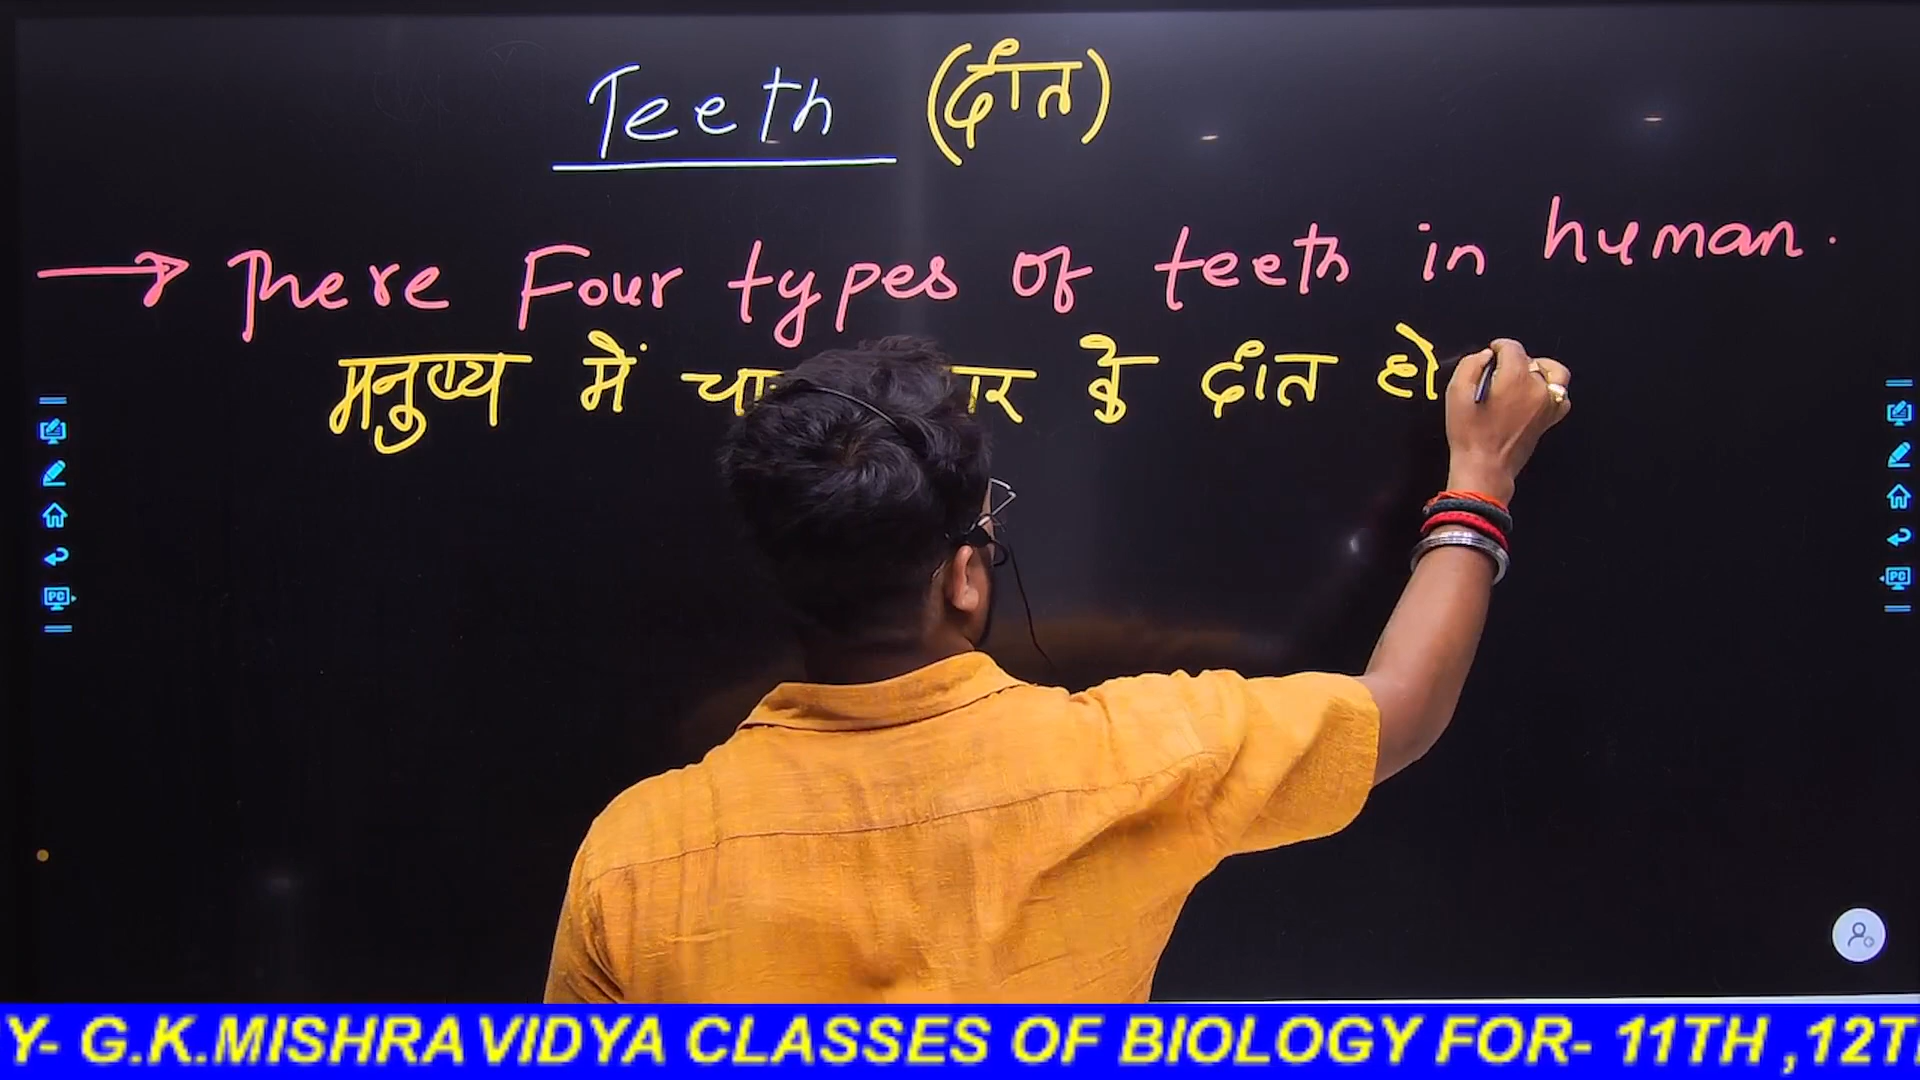 Teeth (दाँत)
There Four types of teeth in human.
मनुष्य में के दाँत हो
Y- G.K.MISHRA VIDYA CLASSES OF BIOLOGY FOR- 11TH ,12T